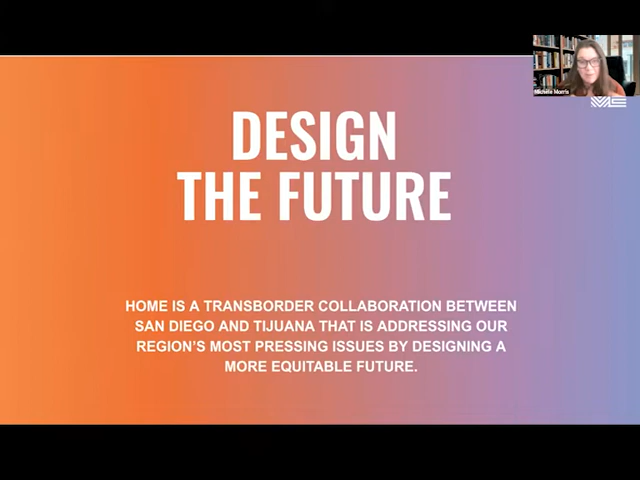 DESIGN
THE FUTURE
HOME IS A TRANSBORDER COLLABORATION BETWEEN
SAN DIEGO AND TIJUANA THAT IS ADDRESSING OUR
REGION'S MOST PRESSING ISSUES BY DESIGNING A
MORE EQUITABLE FUTURE.
Michèle Morris